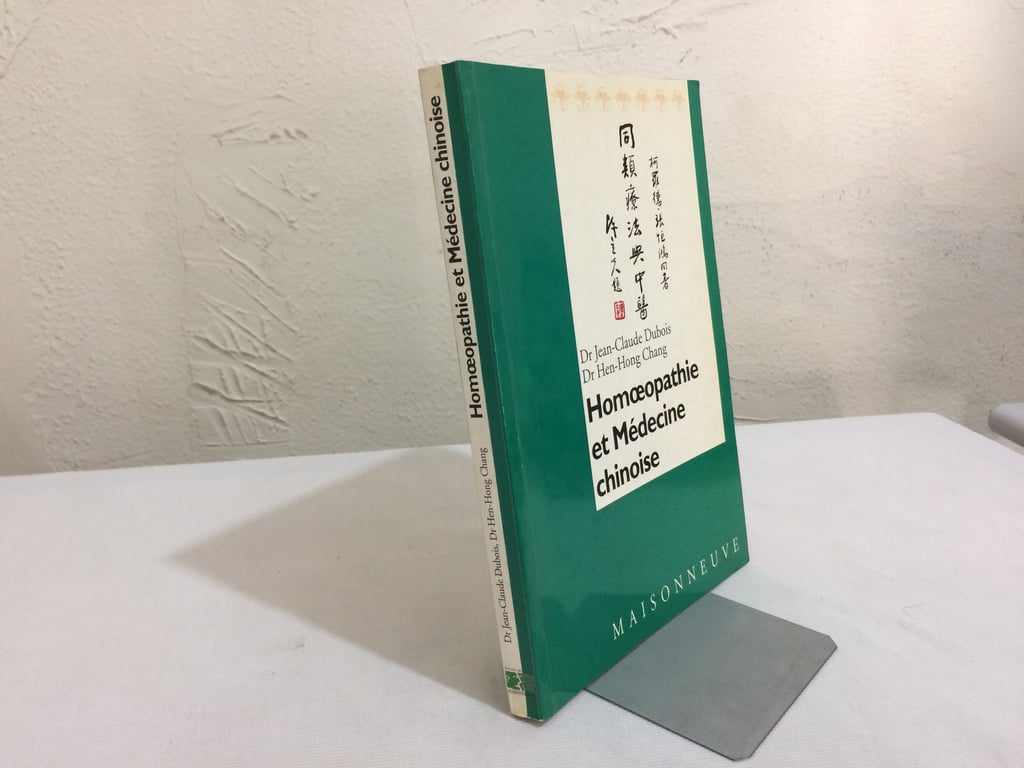 Homœopathie et Médecine chinoise
Dr Jean-Claude Dubois, Dr Hen-Hong Chang
同類療法與中醫
Dr Jean-Claude Dubois
Dr Hen-Hong Chang
Homœopathie
et Médecine
chinoise
MAISONNEUVE